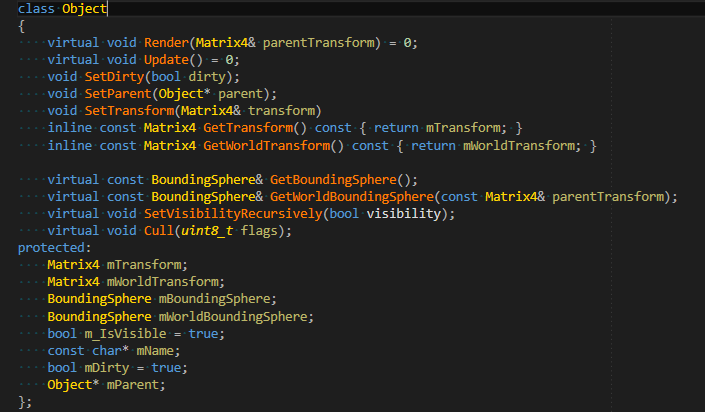 class Object
{
    virtual void Render(Matrix4& parentTransform) = 0;
    virtual void Update() = 0;
    void SetDirty(bool dirty);
    void SetParent(Object* parent);
    void SetTransform(Matrix4& transform)
    inline const Matrix4 GetTransform() const { return mTransform; }
    inline const Matrix4 GetWorldTransform() const { return mWorldTransform; }

    virtual const BoundingSphere& GetBoundingSphere();
    virtual const BoundingSphere& GetWorldBoundingSphere(const Matrix4& parentTransform);
    virtual void SetVisibilityRecursively(bool visibility);
    virtual void Cull(uint8_t flags);
protected:
    Matrix4 mTransform;
    Matrix4 mWorldTransform;
    BoundingSphere mBoundingSphere;
    BoundingSphere mWorldBoundingSphere;
    bool m_IsVisible = true;
    const char* mName;
    bool mDirty = true;
    Object* mParent;
};